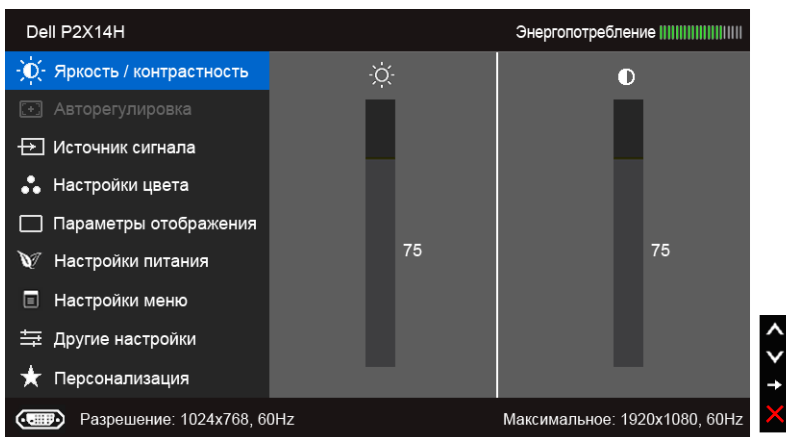 Dell P2X14H
Энергопотребление
Яркость / контрастность
Авторегулировка
Источник сигнала
Настройки цвета
Параметры отображения
Настройки питания
Настройки меню
Другие настройки
Персонализация
75
75
Разрешение: 1024x768, 60Hz
Максимальное: 1920x1080, 60Hz